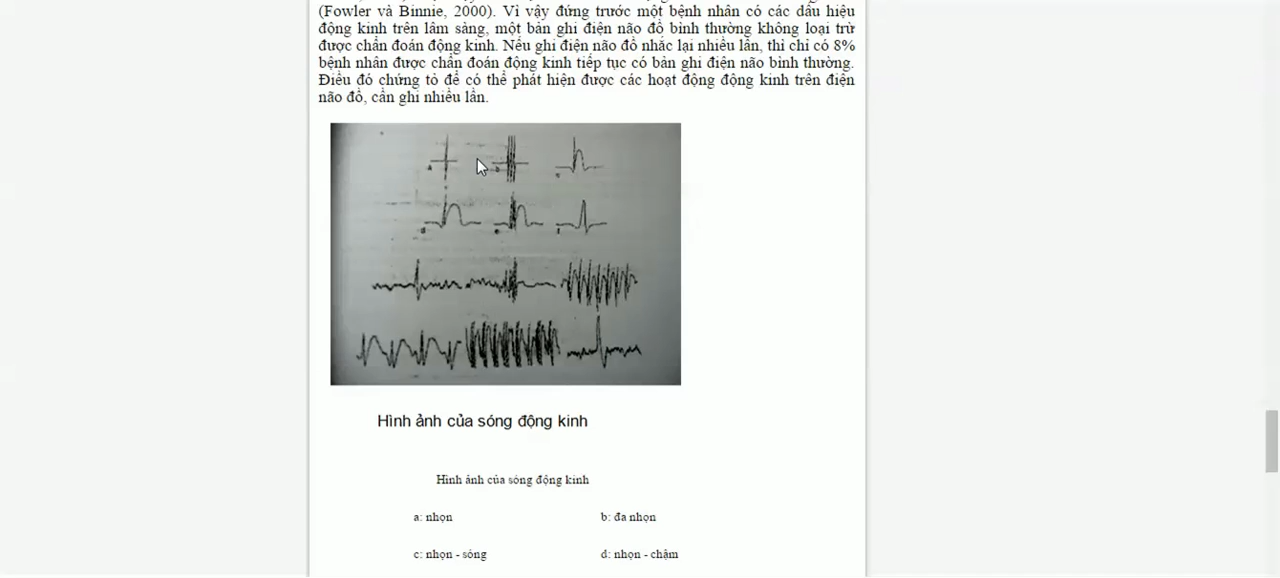 (Fowler và Binnie, 2000). Vì vậy đứng trước một bệnh nhân có các dấu hiệu
động kinh trên lâm sàng, một bản ghi điện não đồ bình thường không loại trừ
được chẩn đoán động kinh. Nếu ghi điện não đồ nhắc lại nhiều lần, thì chỉ có 8%
bệnh nhân được chẩn đoán động kinh tiếp tục có bản ghi điện não bình thường.
Điều đó chứng tỏ để có thể phát hiện được các hoạt động động kinh trên điện
não đồ, cần ghi nhiều lần.
A b c
d e f
Hình ảnh của sóng động kinh
Hình ảnh của sóng động kinh
a: nhọn b: đa nhọn
c: nhọn - sóng d: nhọn - chậm